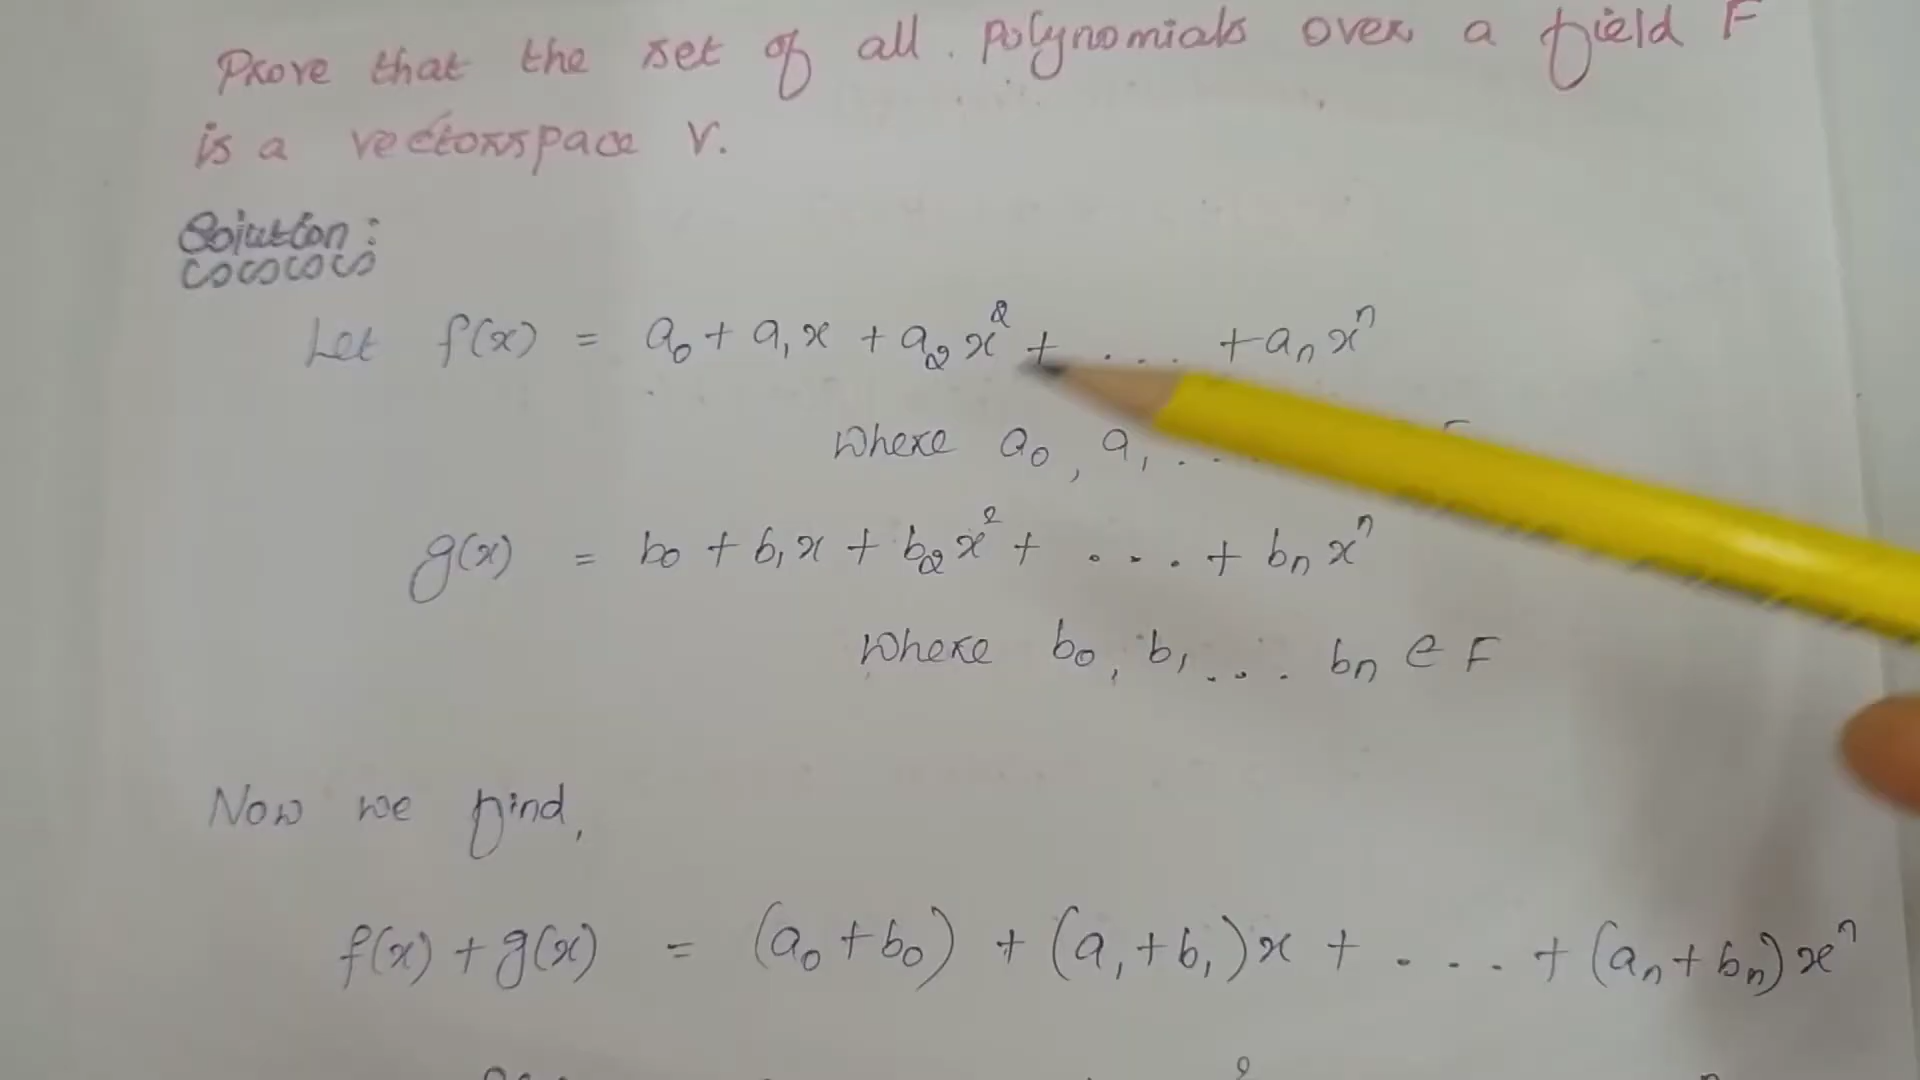 Prove that the set of all polynomials over a field F
is a vectorspace V.
Solution:
Let f(x) = a₀ + a₁x + a₂x² + ... + aₙxⁿ
Where a₀, a₁ ...
g(x) = b₀ + b₁x + b₂x² + ... + bₙxⁿ
Where b₀, b₁, ... bₙ ∈ F
Now we find,
f(x) + g(x) = (a₀ + b₀) + (a₁ + b₁)x + .... + (aₙ + bₙ)xⁿ